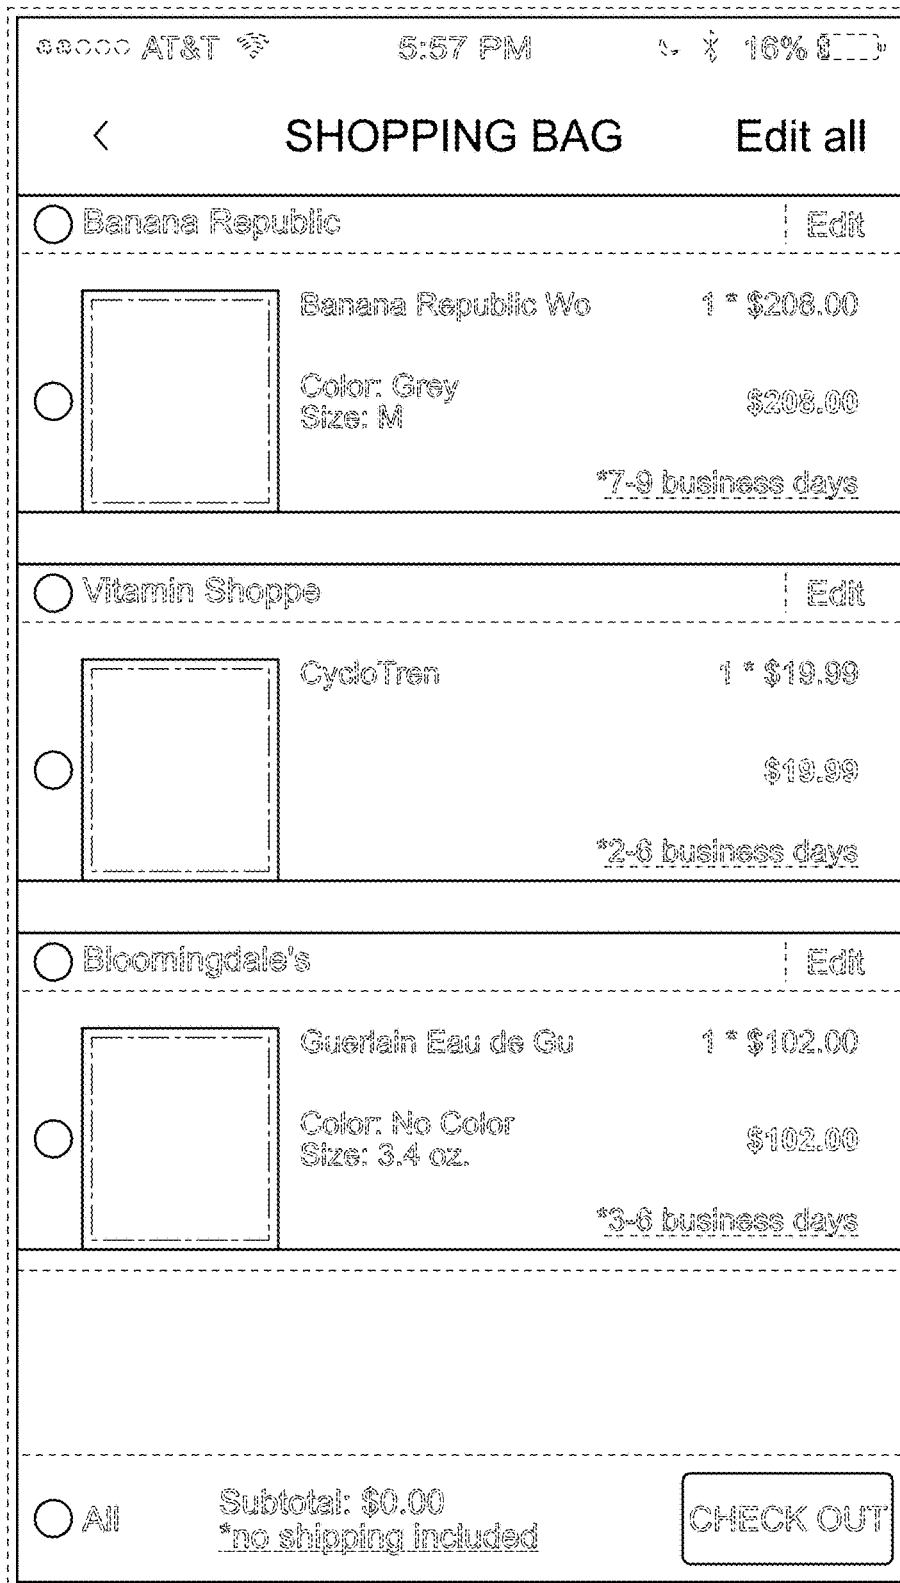 AT&T 5:57 PM 16%
< SHOPPING BAG Edit all
Banana Republic Edit
Banana Republic Wo 1 * $208.00
Color: Grey
Size: M
$208.00
*7-9 business days
Vitamin Shoppe Edit
CycloTren 1 * $19.99
$19.99
*2-6 business days
Bloomingdale's Edit
Guerlain Eau de Gu 1 * $102.00
Color: No Color
Size: 3.4 oz.
$102.00
*3-6 business days
All
Subtotal: $0.00
*no shipping included
CHECK OUT